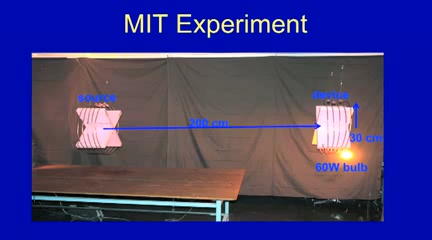 MIT Experiment
source
device
200 cm
30 cm
60W bulb